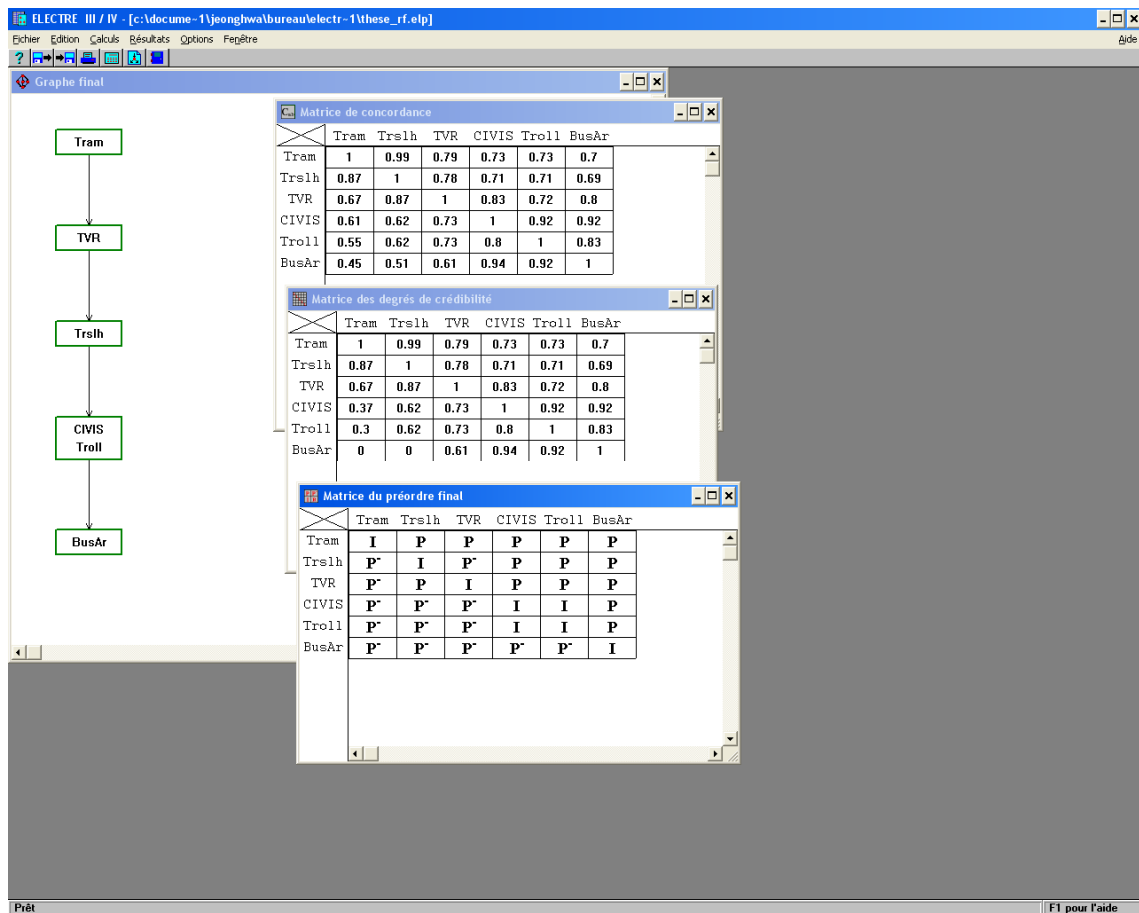 ELECTRE III / IV - [c:\docume~1\jeonghwa\bureau\electr~1\these_rf.elp]
Fichier Edition Calculs Résultats Options Fenêtre Aide
?
Graphe final
Tram
TVR
Trslh
CIVIS
Troll
BusAr
Matrice de concordance
Tram Trslh TVR CIVIS Troll BusAr
Tram 1 0.99 0.79 0.73 0.73 0.7
Trslh 0.87 1 0.78 0.71 0.71 0.69
TVR 0.67 0.87 1 0.83 0.72 0.8
CIVIS 0.61 0.62 0.73 1 0.92 0.92
Troll 0.55 0.62 0.73 0.8 1 0.83
BusAr 0.45 0.51 0.61 0.94 0.92 1
Matrice des degrés de crédibilité
Tram Trslh TVR CIVIS Troll BusAr
Tram 1 0.99 0.79 0.73 0.73 0.7
Trslh 0.87 1 0.78 0.71 0.71 0.69
TVR 0.67 0.87 1 0.83 0.72 0.8
CIVIS 0.37 0.62 0.73 1 0.92 0.92
Troll 0.3 0.62 0.73 0.8 1 0.83
BusAr 0 0 0.61 0.94 0.92 1
Matrice du préordre final
Tram Trslh TVR CIVIS Troll BusAr
Tram I P P P P P
Trslh P⁻ I P⁻ P P P
TVR P⁻ P I P P P
CIVIS P⁻ P⁻ P⁻ I I P
Troll P⁻ P⁻ P⁻ I I P
BusAr P⁻ P⁻ P⁻ P⁻ P⁻ I
Prêt F1 pour l'aide